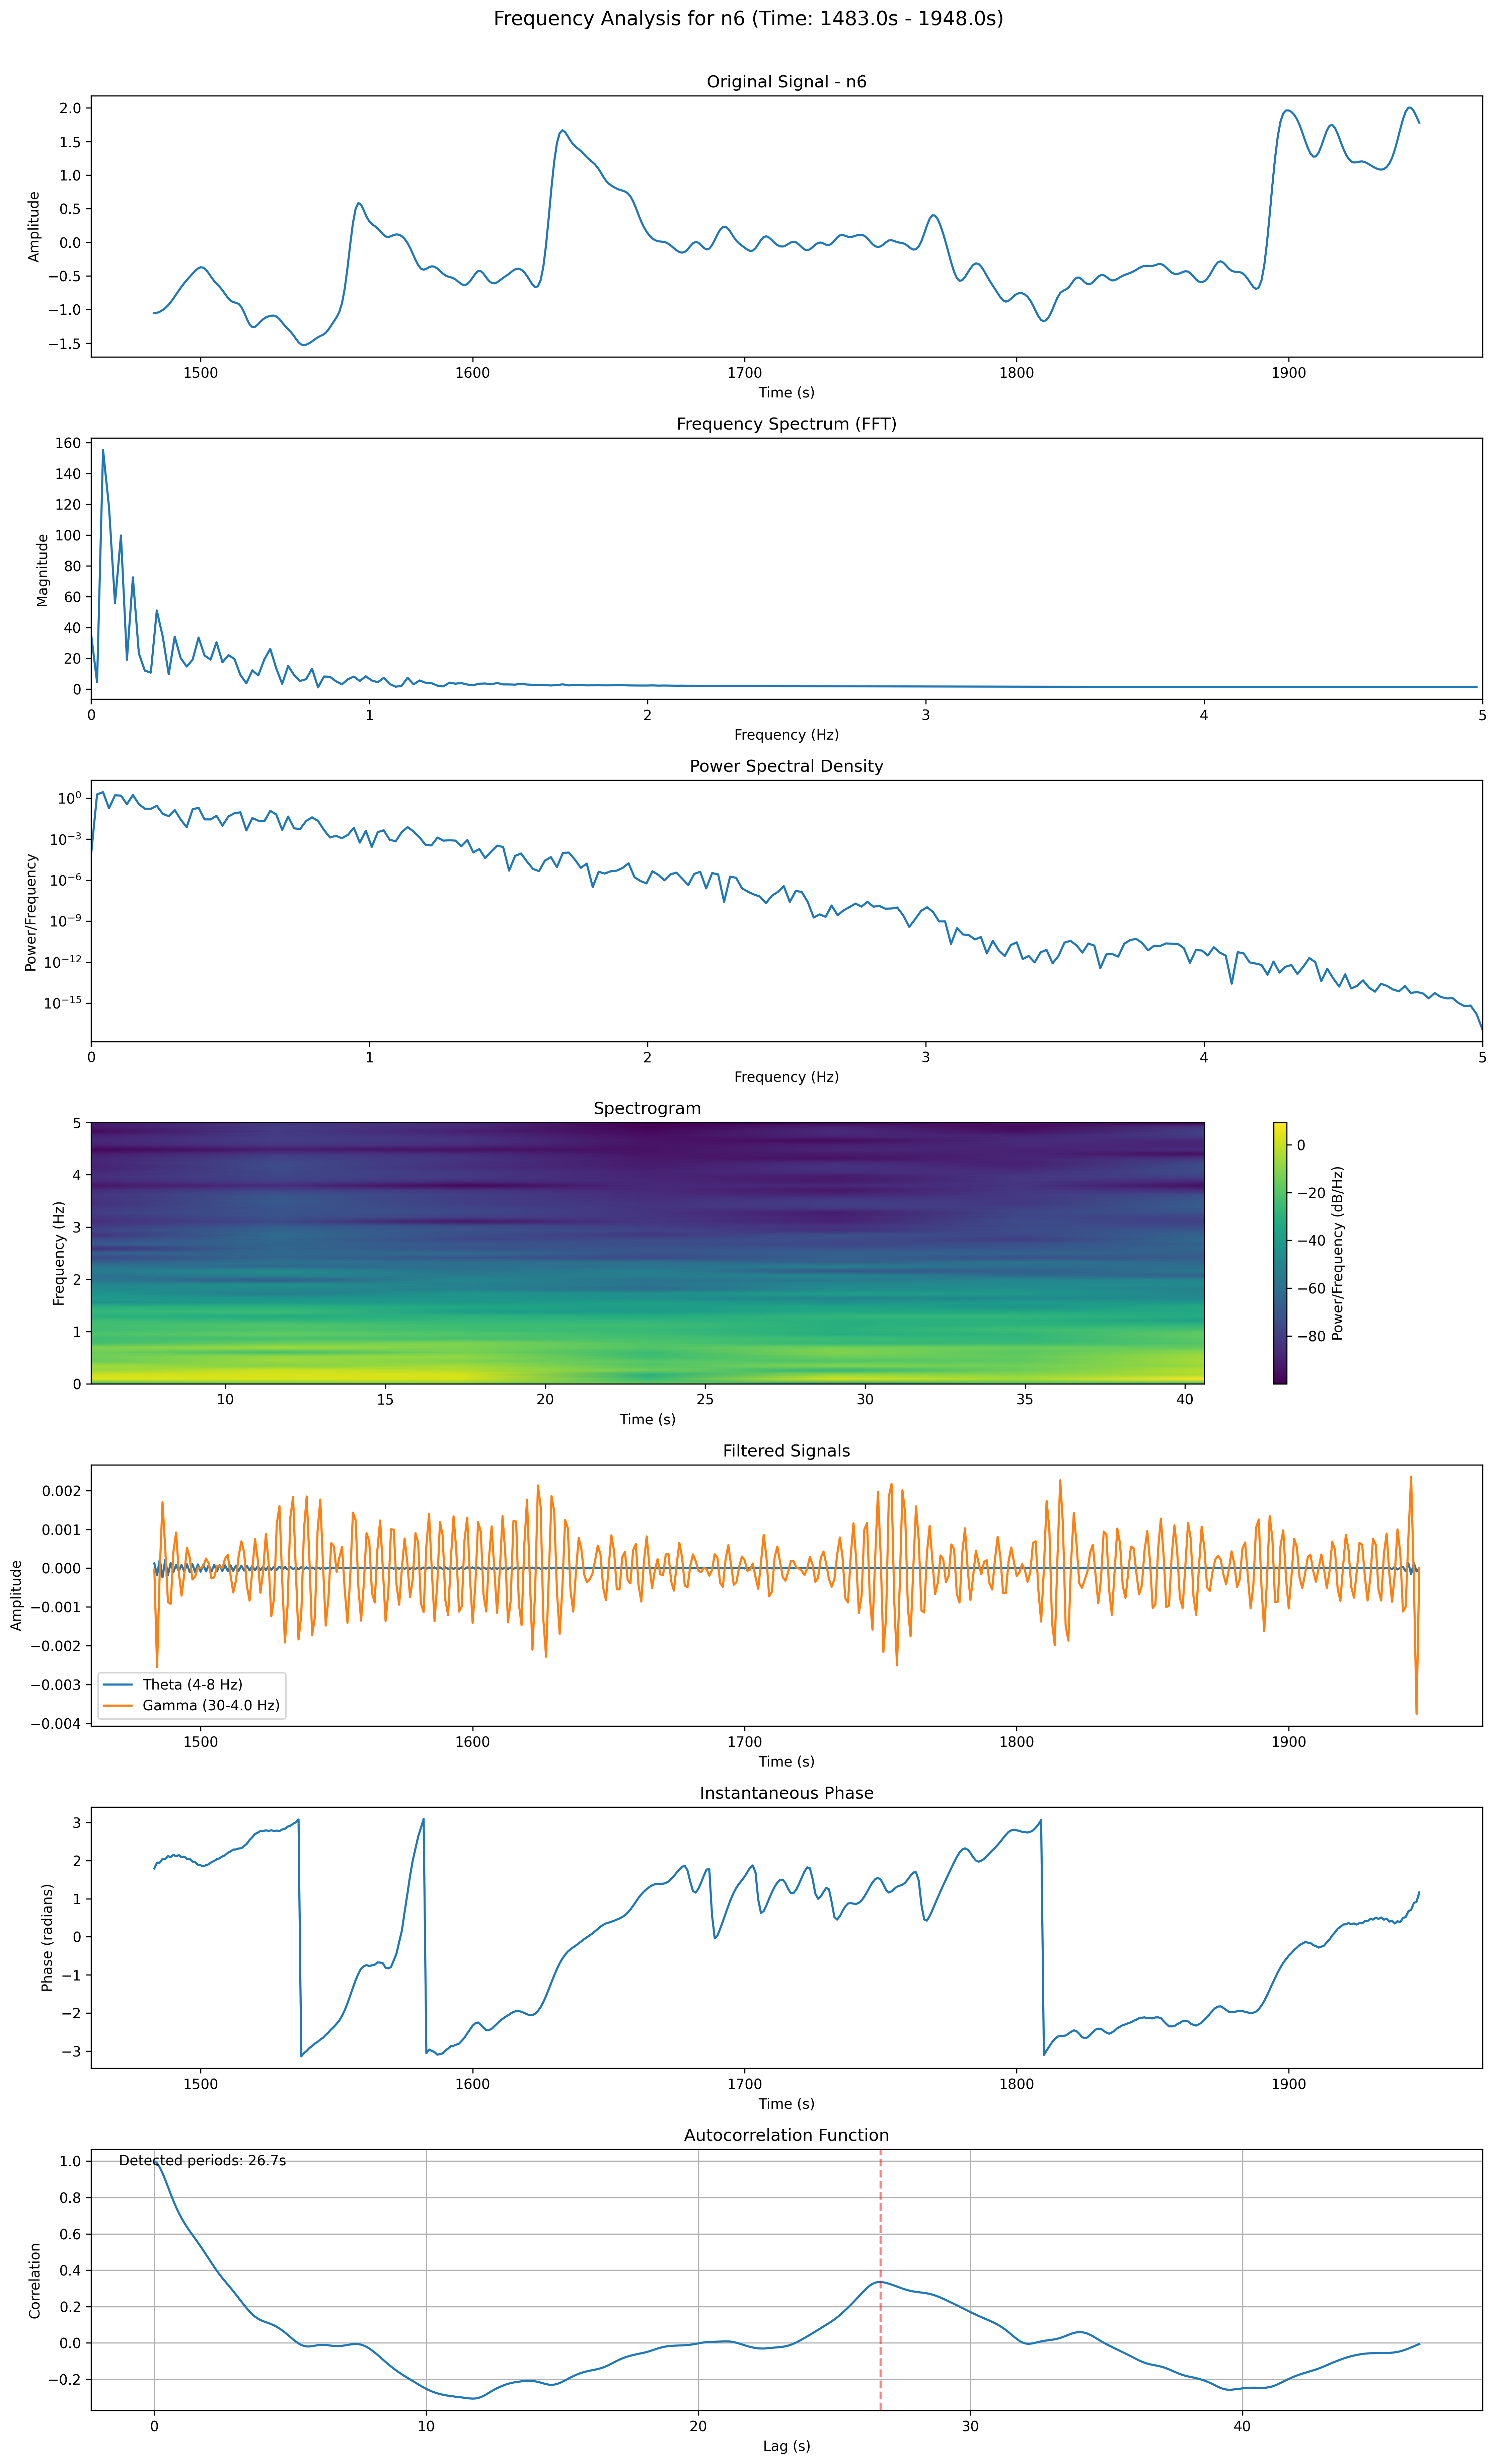 Frequency Analysis for n6 (Time: 1483.0s - 1948.0s)
Original Signal - n6
Amplitude
2.0
1.5
1.0
0.5
0.0
−0.5
−1.0
−1.5
1500 1600 1700 1800 1900
Time (s)
Frequency Spectrum (FFT)
Magnitude
160
140
120
100
80
60
40
20
0
0 1 2 3 4 5
Frequency (Hz)
Power Spectral Density
Power/Frequency
10⁰
10⁻³
10⁻⁶
10⁻⁹
10⁻¹²
10⁻¹⁵
0 1 2 3 4 5
Frequency (Hz)
Spectrogram
Frequency (Hz)
5
4
3
2
1
0
10 15 20 25 30 35 40
Time (s)
0
−20
−40
−60
−80
Power/Frequency (dB/Hz)
Filtered Signals
Amplitude
0.002
0.001
0.000
−0.001
−0.002
−0.003
−0.004
Theta (4-8 Hz)
Gamma (30-4.0 Hz)
1500 1600 1700 1800 1900
Time (s)
Instantaneous Phase
Phase (radians)
3
2
1
0
−1
−2
−3
1500 1600 1700 1800 1900
Time (s)
Autocorrelation Function
Detected periods: 26.7s
Correlation
1.0
0.8
0.6
0.4
0.2
0.0
−0.2
0 10 20 30 40
Lag (s)